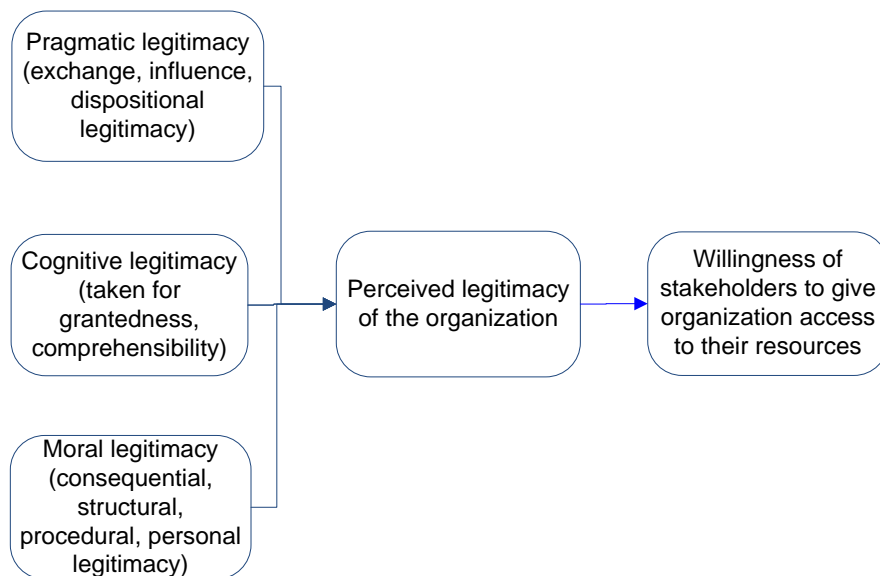 Pragmatic legitimacy
(exchange, influence,
dispositional
legitimacy)
Cognitive legitimacy
(taken for
grantedness,
comprehensibility)
Moral legitimacy
(consequential,
structural,
procedural, personal
legitimacy)
Perceived legitimacy
of the organization
Willingness of
stakeholders to give
organization access
to their resources